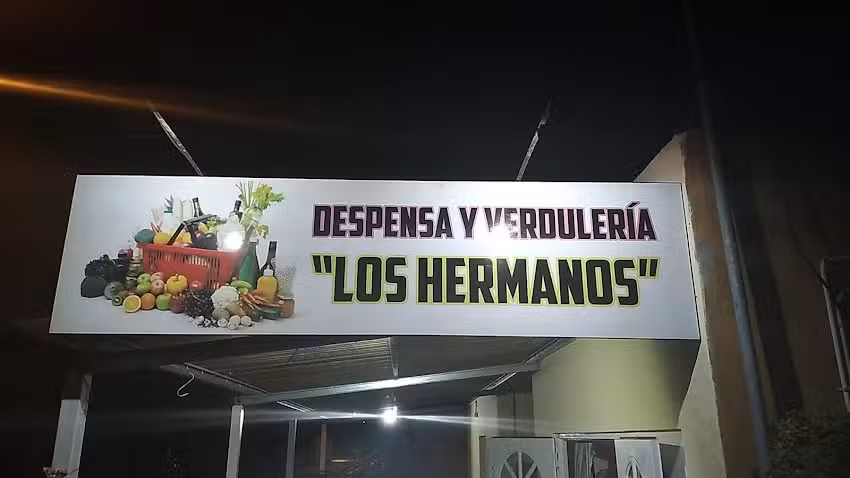 DESPENSA Y VERDULERÍA
"LOS HERMANOS"